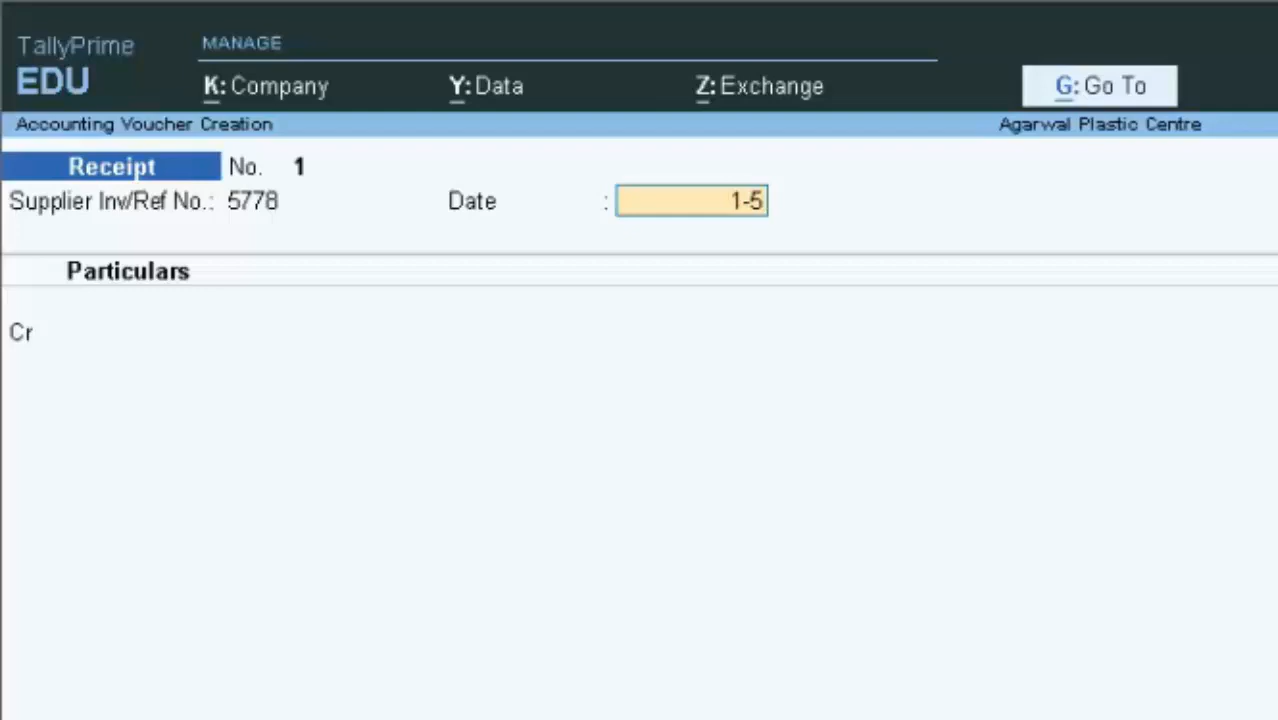 TallyPrime
EDU
MANAGE
K: Company Y: Data Z: Exchange G: Go To
Accounting Voucher Creation Agarwal Plastic Centre
Receipt No. 1
Supplier Inv/Ref No.: 5778 Date : 1-5
Particulars
Cr